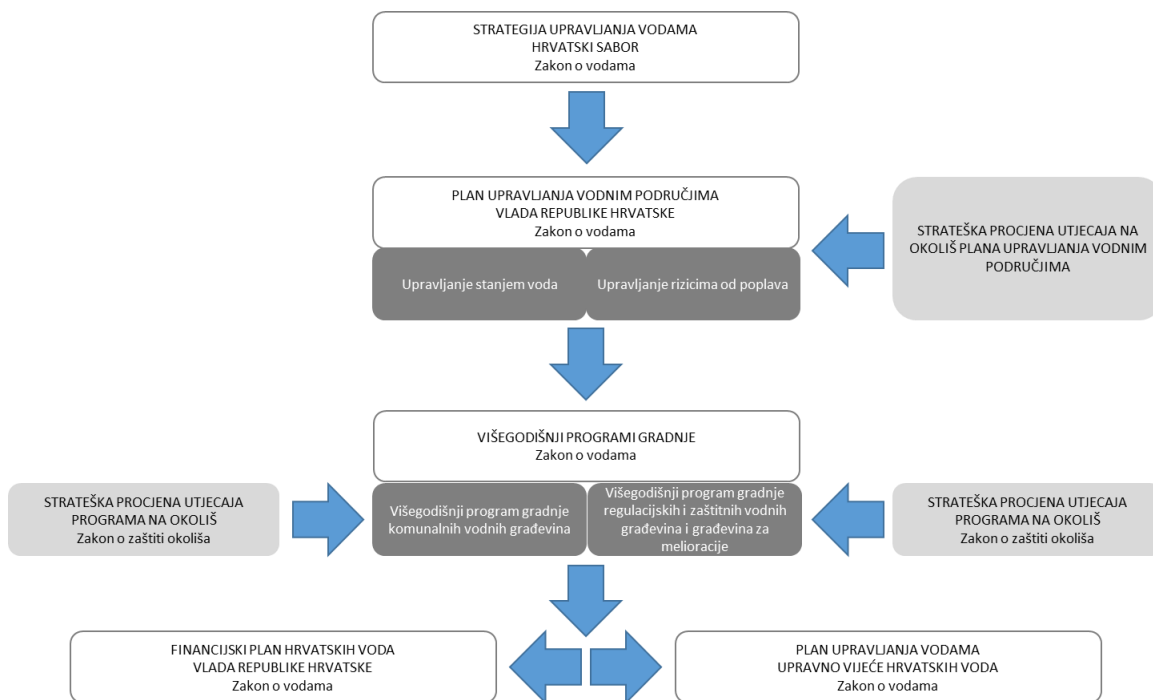 STRATEGIJA UPRAVLJANJA VODAMA
HRVATSKI SABOR
Zakon o vodama
PLAN UPRAVLJANJA VODNIM PODRUČJIMA
VLADA REPUBLIKE HRVATSKE
Zakon o vodama
Upravljanje stanjem voda
Upravljanje rizicima od poplava
STRATEŠKA PROCJENA UTJECAJA NA
OKOLIŠ PLANA UPRAVLJANJA VODNIM
PODRUČJIMA
VIŠEGODIŠNJI PROGRAMI GRADNJE
Zakon o vodama
STRATEŠKA PROCJENA UTJECAJA
PROGRAMA NA OKOLIŠ
Zakon o zaštiti okoliša
Višegodišnji program gradnje
komunalnih vodnih građevina
Višegodišnji program gradnje
regulacijskih i zaštitnih vodnih
građevina i građevina za
melioracije
STRATEŠKA PROCJENA UTJECAJA
PROGRAMA NA OKOLIŠ
Zakon o zaštiti okoliša
FINANCIJSKI PLAN HRVATSKIH VODA
VLADA REPUBLIKE HRVATSKE
Zakon o vodama
PLAN UPRAVLJANJA VODAMA
UPRAVNO VIJEĆE HRVATSKIH VODA
Zakon o vodama